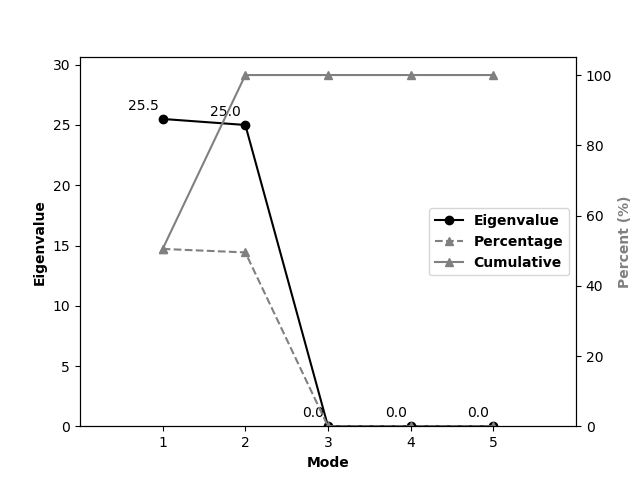 30
25
20
15
10
5
0
Eigenvalue
25.5
25.0
0.0
0.0
0.0
Eigenvalue
Percentage
Cumulative
100
80
60
40
20
0
Percent (%)
1 2 3 4 5
Mode